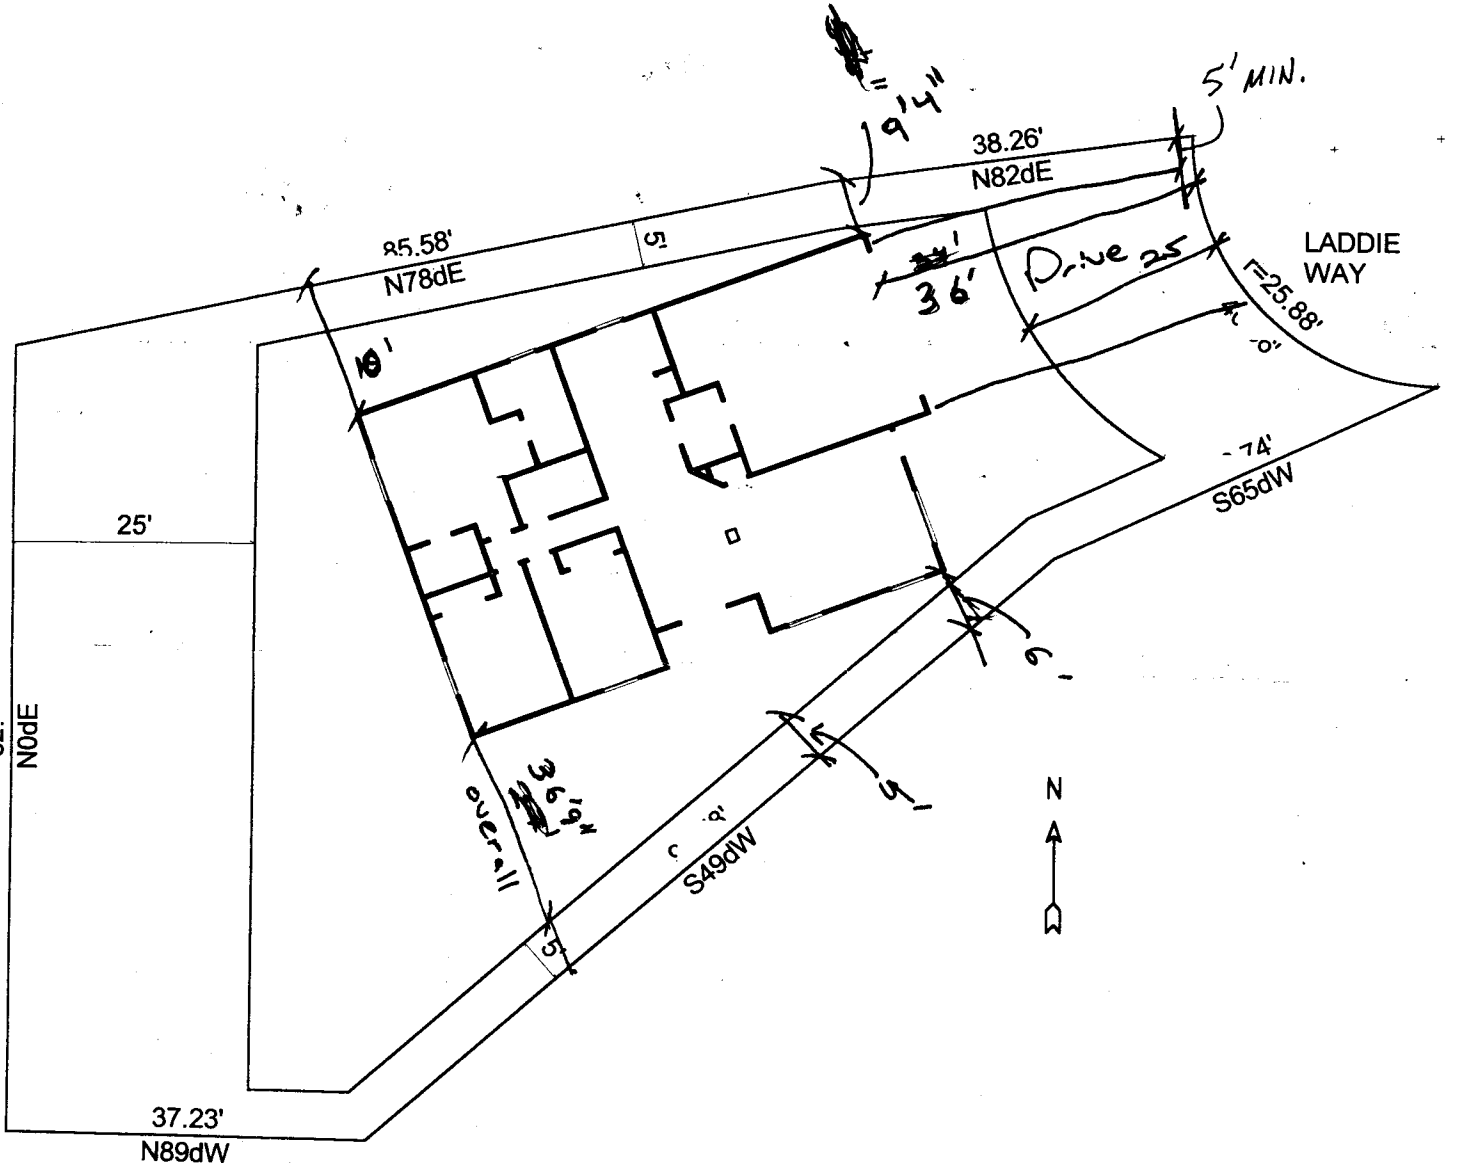 9'4"
5' MIN.
38.26'
N82dE
85.58'
N78dE
5'
LADDIE
WAY
Drive 25
36'
r=25.88'
10'
74'
S65dW
25'
N0dE
6'
5'
36'9"
overall
S49dW
N
5'
37.23'
N89dW